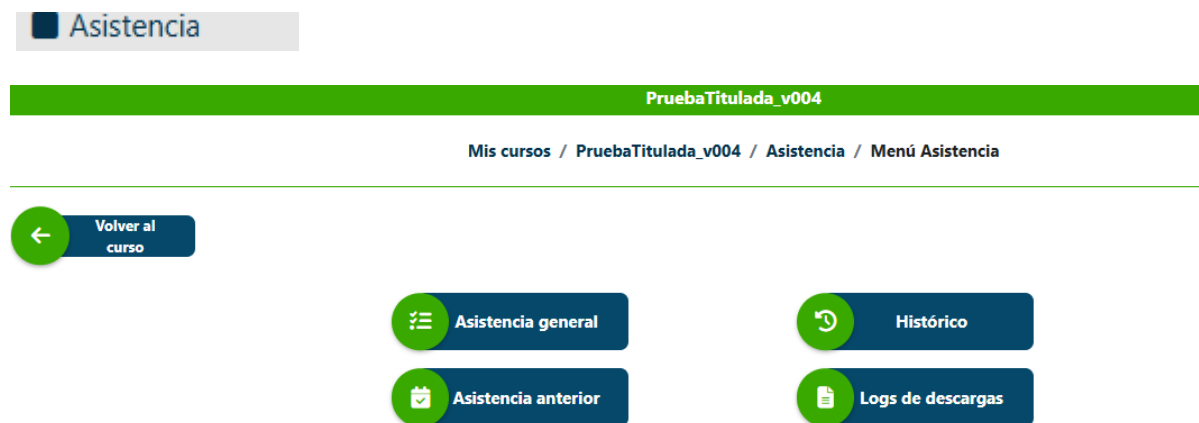 Asistencia
PruebaTitulada_v004
Mis cursos / PruebaTitulada_v004 / Asistencia / Menú Asistencia
Volver al
curso
Asistencia general
Histórico
Asistencia anterior
Logs de descargas